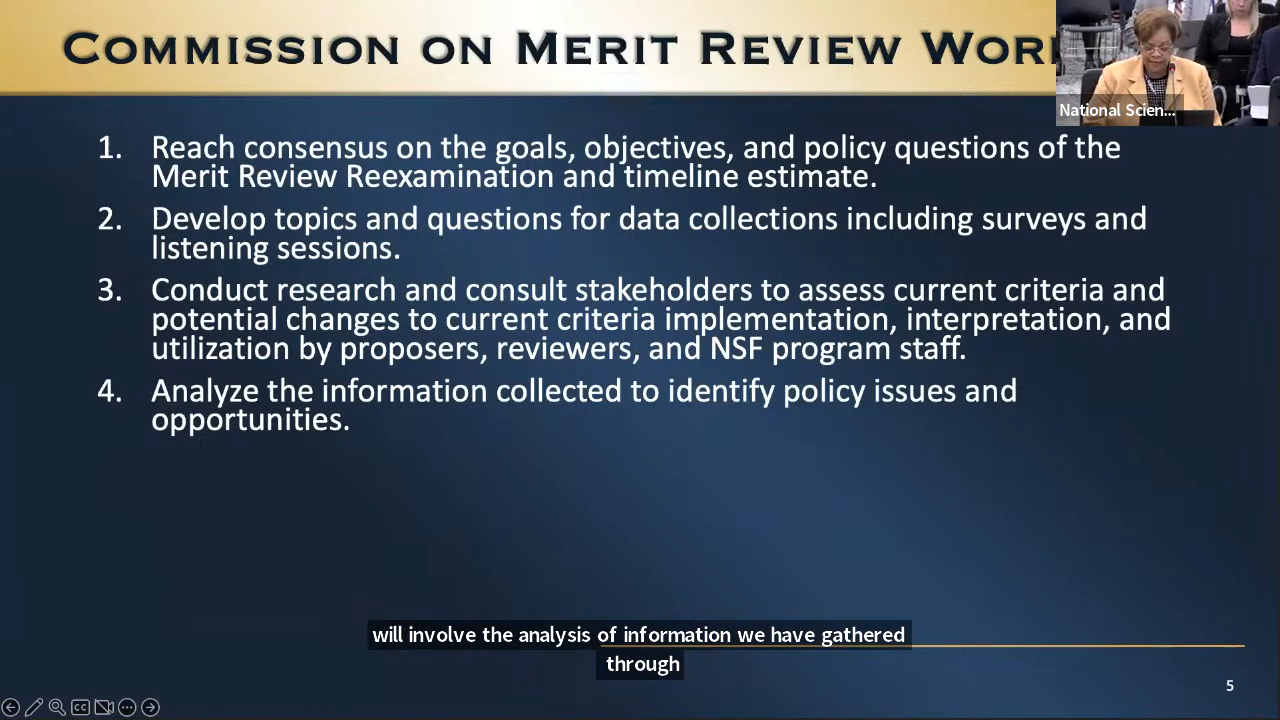 COMMISSION ON MERIT REVIEW WOR
National Scien...
1. Reach consensus on the goals, objectives, and policy questions of the
Merit Review Reexamination and timeline estimate.
2. Develop topics and questions for data collections including surveys and
listening sessions.
3. Conduct research and consult stakeholders to assess current criteria and
potential changes to current criteria implementation, interpretation, and
utilization by proposers, reviewers, and NSF program staff.
4. Analyze the information collected to identify policy issues and
opportunities.
will involve the analysis of information we have gathered
through
5
CC